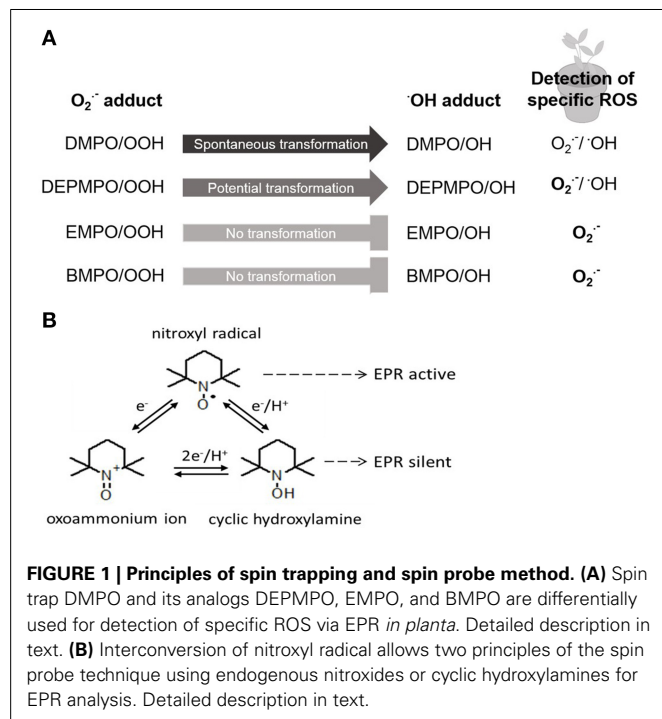 A
Detection of
specific ROS
O₂·⁻ adduct
·OH adduct
DMPO/OOH Spontaneous transformation DMPO/OH O₂·⁻/·OH
DEPMPO/OOH Potential transformation DEPMPO/OH O₂·⁻/·OH
EMPO/OOH No transformation EMPO/OH O₂·⁻
BMPO/OOH No transformation BMPO/OH O₂·⁻
B
nitroxyl radical
N
O•
EPR active
e⁻
e⁻/H⁺
2e⁻/H⁺
N⁺
O
N
OH
EPR silent
oxoammonium ion
cyclic hydroxylamine
FIGURE 1 | Principles of spin trapping and spin probe method. (A) Spin
trap DMPO and its analogs DEPMPO, EMPO, and BMPO are differentially
used for detection of specific ROS via EPR in planta. Detailed description in
text. (B) Interconversion of nitroxyl radical allows two principles of the spin
probe technique using endogenous nitroxides or cyclic hydroxylamines for
EPR analysis. Detailed description in text.